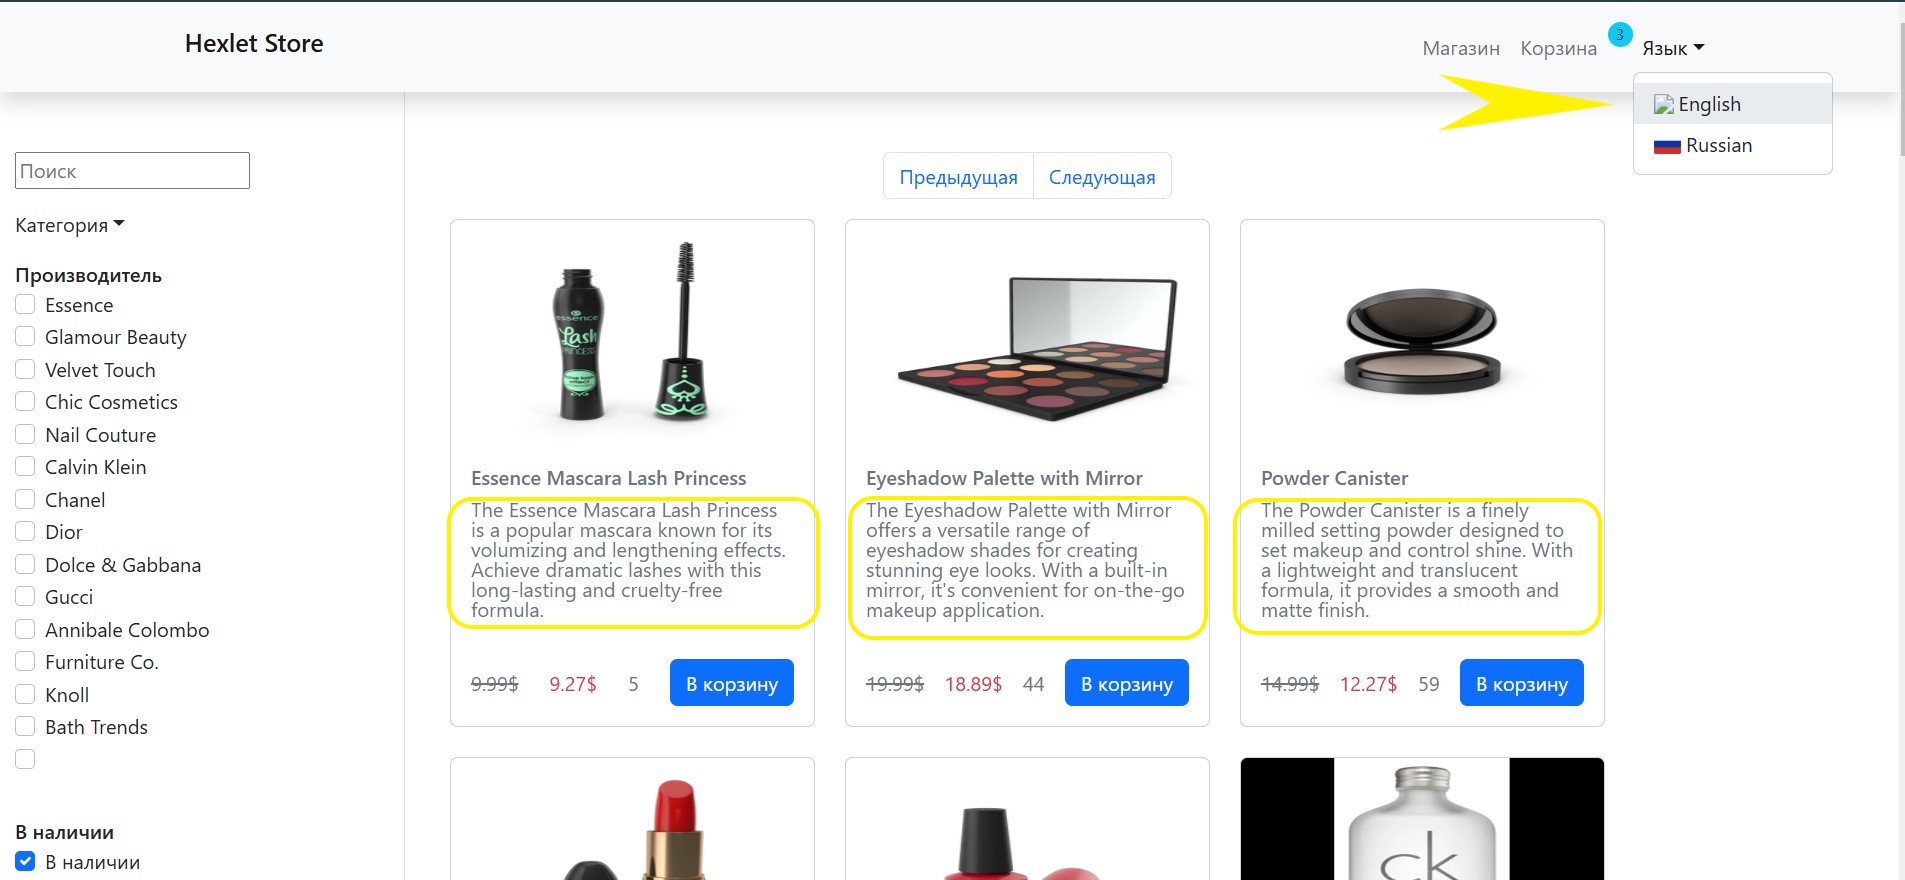 Hexlet Store
Магазин
Корзина
3
Язык
English
Russian
Поиск
Категория
Производитель
Essence
Glamour Beauty
Velvet Touch
Chic Cosmetics
Nail Couture
Calvin Klein
Chanel
Dior
Dolce & Gabbana
Gucci
Annibale Colombo
Furniture Co.
Knoll
Bath Trends
В наличии
В наличии
Предыдущая
Следующая
essence
Lash
PRINCESS
Essence Mascara Lash Princess
The Essence Mascara Lash Princess
is a popular mascara known for its
volumizing and lengthening effects.
Achieve dramatic lashes with this
long-lasting and cruelty-free
formula.
9.99$ 9.27$ 5 В корзину
Eyeshadow Palette with Mirror
The Eyeshadow Palette with Mirror
offers a versatile range of
eyeshadow shades for creating
stunning eye looks. With a built-in
mirror, it's convenient for on-the-go
makeup application.
19.99$ 18.89$ 44 В корзину
Powder Canister
The Powder Canister is a finely
milled setting powder designed to
set makeup and control shine. With
a lightweight and translucent
formula, it provides a smooth and
matte finish.
14.99$ 12.27$ 59 В корзину
ck